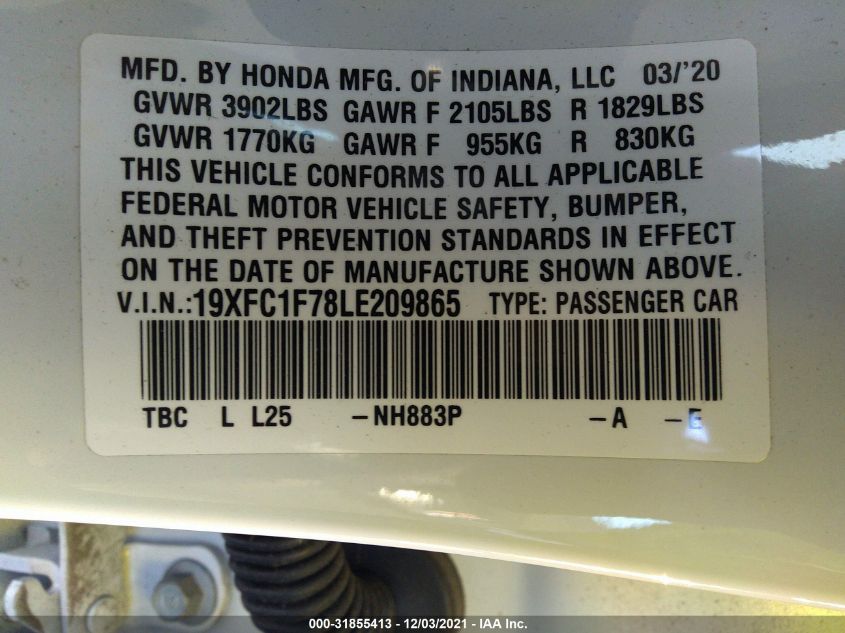 MFD. BY HONDA MFG. OF INDIANA, LLC 03/'20
GVWR 3902LBS GAWR F 2105LBS R 1829LBS
GVWR 1770KG GAWR F 955KG R 830KG
THIS VEHICLE CONFORMS TO ALL APPLICABLE
FEDERAL MOTOR VEHICLE SAFETY, BUMPER,
AND THEFT PREVENTION STANDARDS IN EFFECT
ON THE DATE OF MANUFACTURE SHOWN ABOVE.
V.I.N.:19XFC1F78LE209865 TYPE: PASSENGER CAR
TBC L L25 -NH883P -A -E
000-31855413 - 12/03/2021 - IAA Inc.